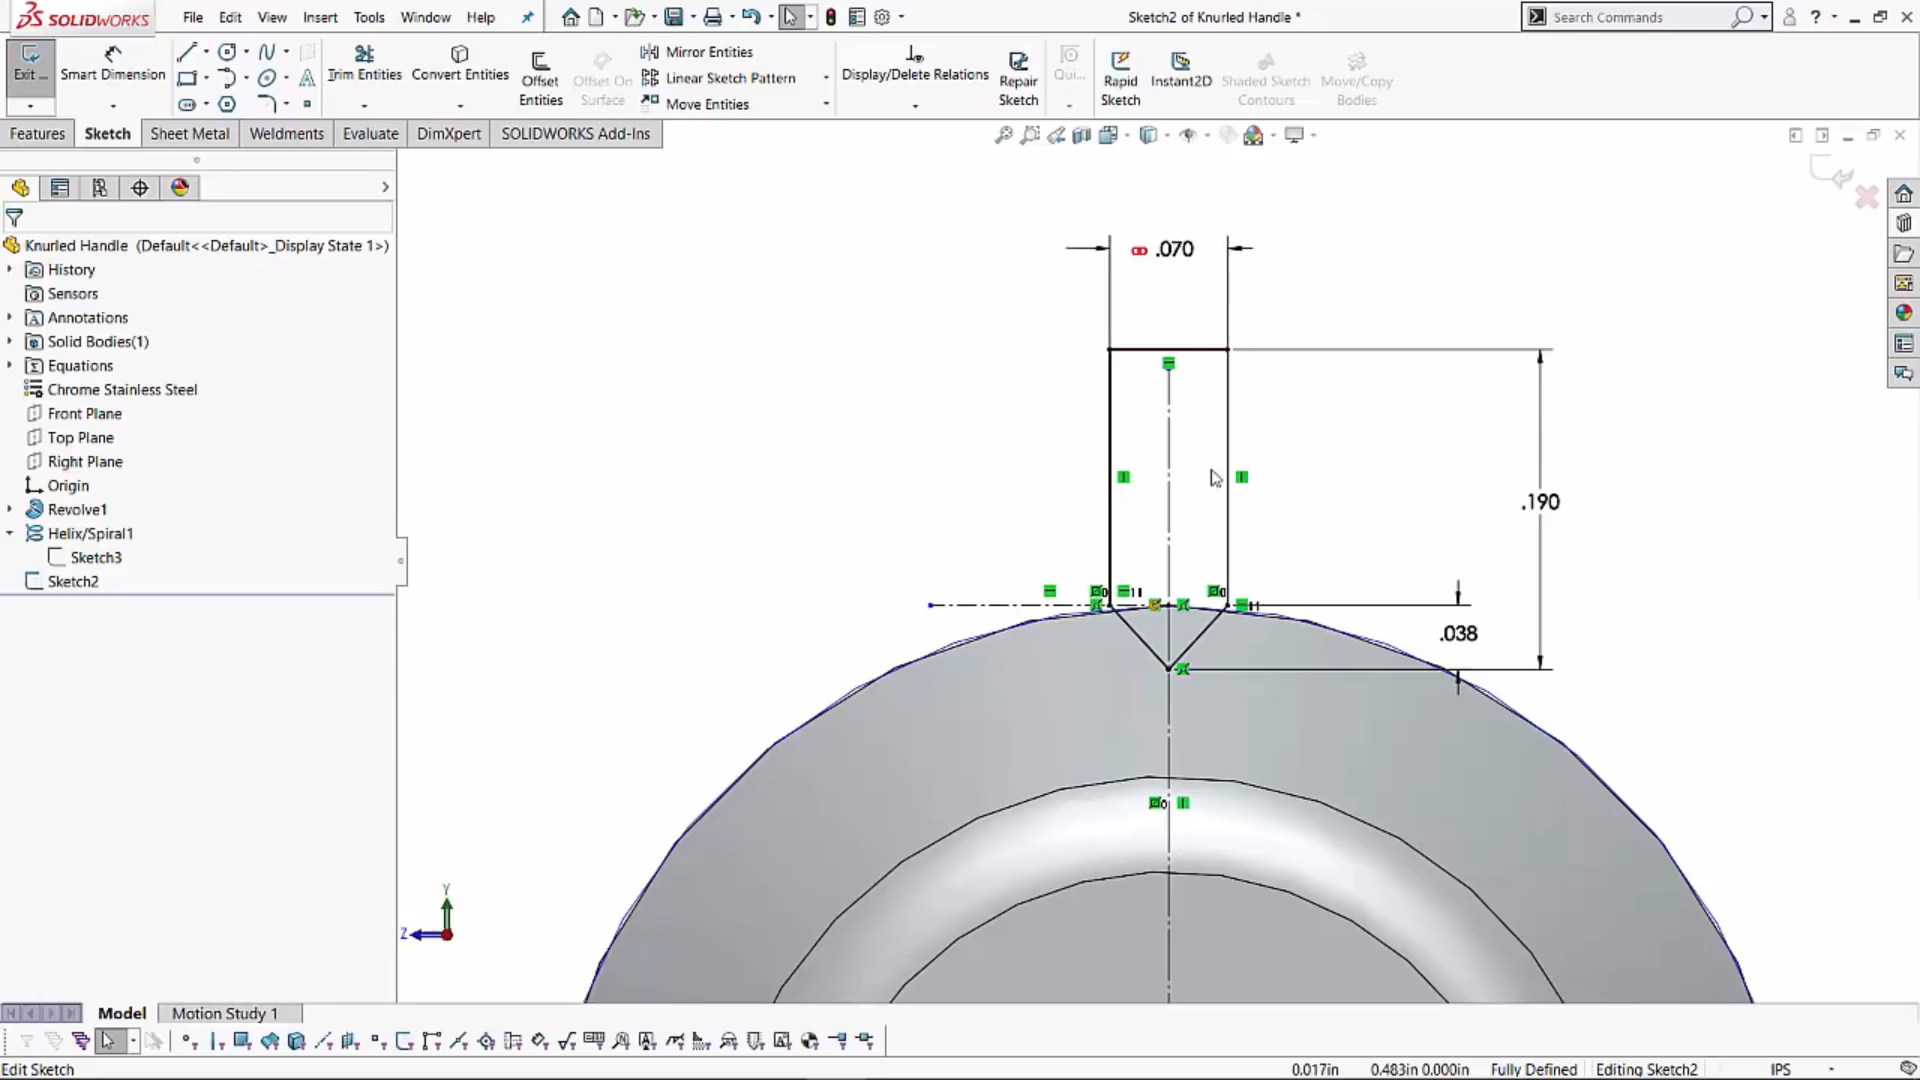 SOLIDWORKS File Edit View Insert Tools Window Help Sketch2 of Knurled Handle * Search Commands ?
Exit ... Smart Dimension Trim Entities Convert Entities Offset Entities Offset On Surface Mirror Entities Display/Delete Relations Repair Sketch Qui... Rapid Sketch Instant2D Shaded Sketch Contours Move/Copy Bodies
Linear Sketch Pattern
Move Entities
Features Sketch Sheet Metal Weldments Evaluate DimXpert SOLIDWORKS Add-Ins
Knurled Handle (Default<<Default>_Display State 1>)
History
Sensors
Annotations
Solid Bodies(1)
Equations
Chrome Stainless Steel
Front Plane
Top Plane
Right Plane
Origin
Revolve1
Helix/Spiral1
Sketch3
Sketch2
.070
.190
.038
Y
Z
Model Motion Study 1
Edit Sketch 0.017in 0.483in 0.000in Fully Defined Editing Sketch2 IPS -